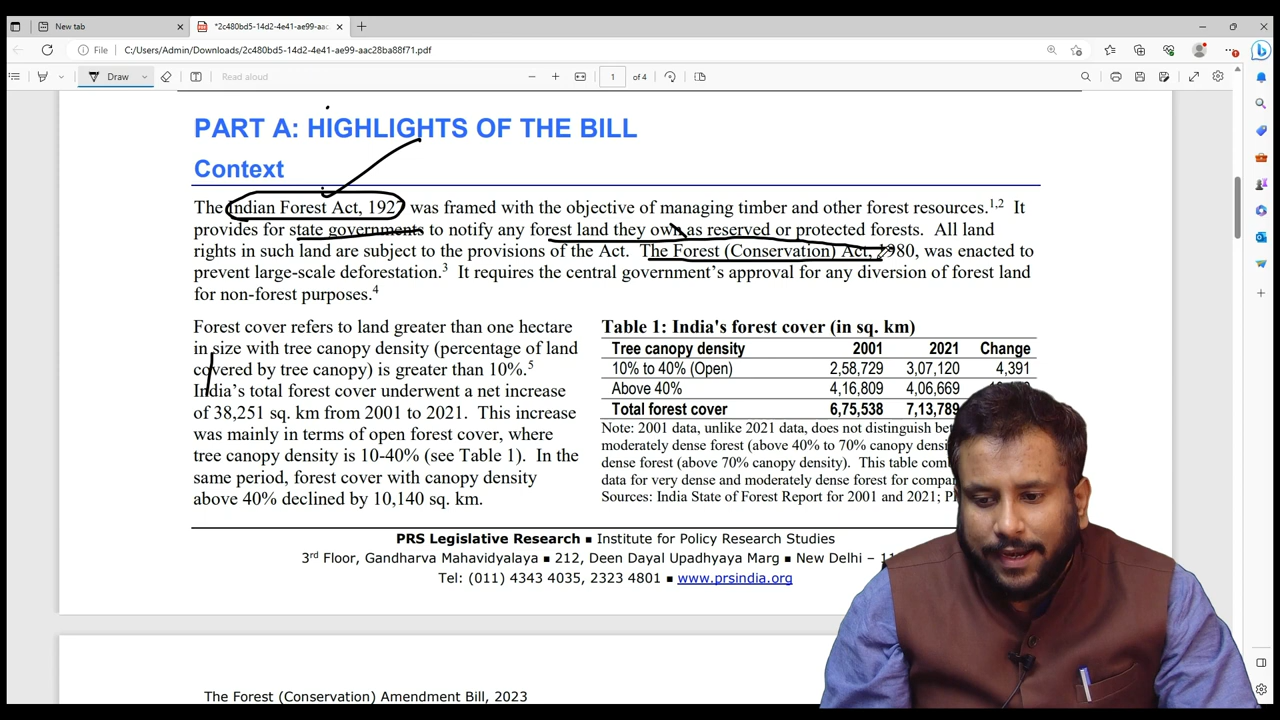 New tab
*2c480bd5-14d2-4e41-ae99-aac
File C:/Users/Admin/Downloads/2c480bd5-14d2-4e41-ae99-aac28ba88f71.pdf
Draw Read aloud 1 of 4
PART A: HIGHLIGHTS OF THE BILL
Context
The Indian Forest Act, 1927 was framed with the objective of managing timber and other forest resources.1,2 It
provides for state governments to notify any forest land they own as reserved or protected forests. All land
rights in such land are subject to the provisions of the Act. The Forest (Conservation) Act, 1980, was enacted to
prevent large-scale deforestation.3 It requires the central government's approval for any diversion of forest land
for non-forest purposes.4
Forest cover refers to land greater than one hectare
in size with tree canopy density (percentage of land
covered by tree canopy) is greater than 10%.5
India's total forest cover underwent a net increase
of 38,251 sq. km from 2001 to 2021. This increase
was mainly in terms of open forest cover, where
tree canopy density is 10-40% (see Table 1). In the
same period, forest cover with canopy density
above 40% declined by 10,140 sq. km.
Table 1: India's forest cover (in sq. km)
Tree canopy density 2001 2021 Change
10% to 40% (Open) 2,58,729 3,07,120 4,391
Above 40% 4,16,809 4,06,669
Total forest cover 6,75,538 7,13,789
Note: 2001 data, unlike 2021 data, does not distinguish
moderately dense forest (above 40% to 70% canopy
dense forest (above 70% canopy density). This table
data for very dense and moderately dense forest for
Sources: India State of Forest Report for 2001 and 2021;
PRS Legislative Research ■ Institute for Policy Research Studies
3rd Floor, Gandharva Mahavidyalaya ■ 212, Deen Dayal Upadhyaya Marg ■ New Delhi –
Tel: (011) 4343 4035, 2323 4801 ■ www.prsindia.org
The Forest (Conservation) Amendment Bill, 2023